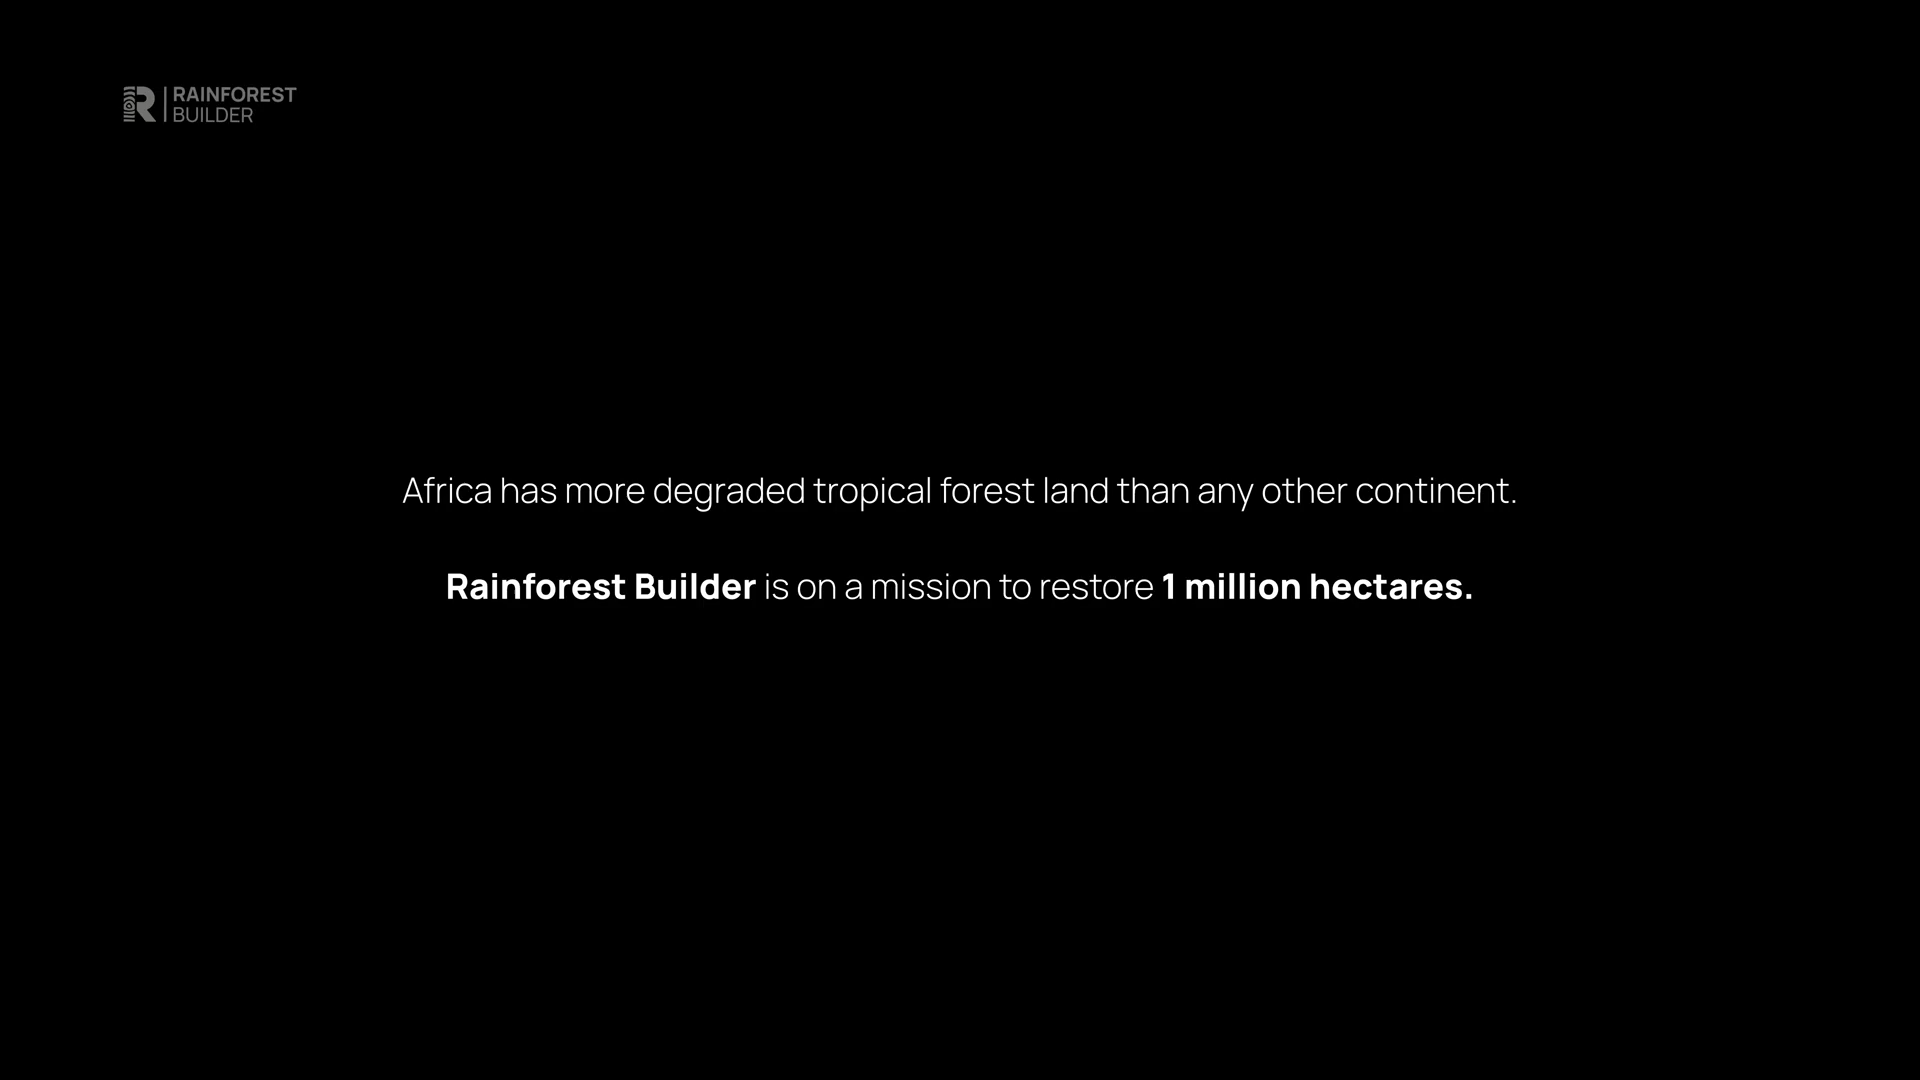 RAINFOREST
BUILDER
Africa has more degraded tropical forest land than any other continent.
Rainforest Builder is on a mission to restore 1 million hectares.